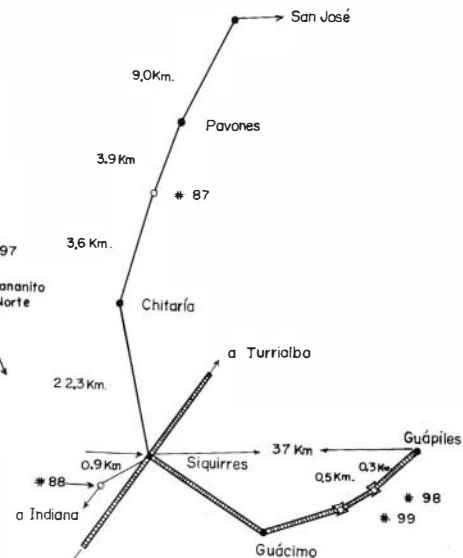 San José
9,0Km.
Pavones
3.9 Km
# 87
3,6 Km.
97
ananito
Norte
Chitaría
22.3 Km.
a Turrialba
0.9 Km
Siquirres
37 Km
Guápiles
# 88
0,3Km.
0.5Km.
# 98
# 99
a Indiana
Guácimo